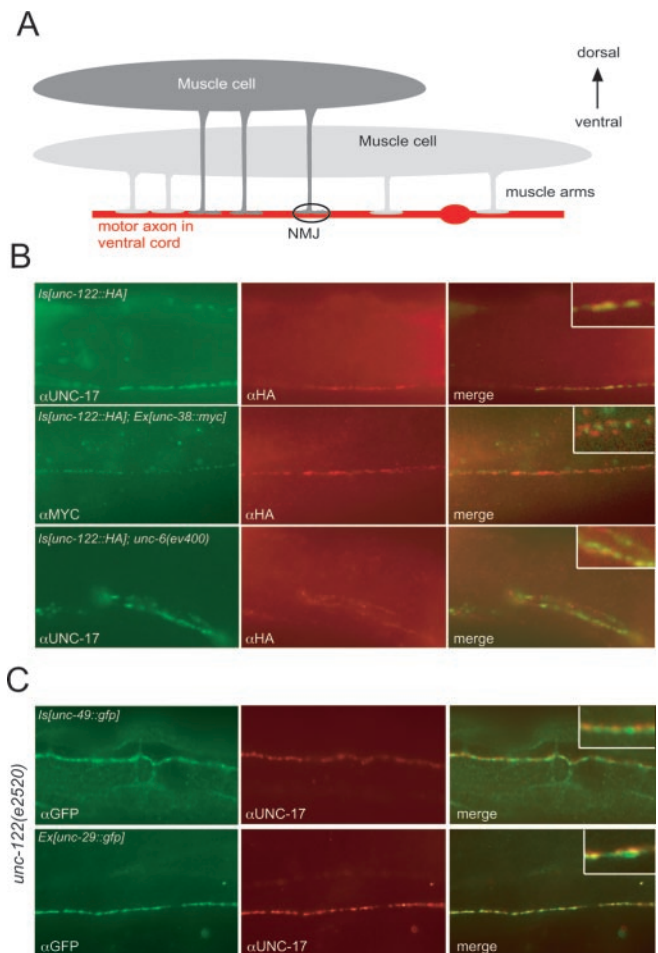 A
Muscle cell
dorsal
ventral
Muscle cell
muscle arms
motor axon in
ventral cord
NMJ
B
Is[unc-122::HA]
αUNC-17
αHA
merge
Is[unc-122::HA]; Ex[unc-38::myc]
αMYC
αHA
merge
Is[unc-122::HA]; unc-6(ev400)
αUNC-17
αHA
merge
C
unc-122(e2520)
Is[unc-49::gfp]
αGFP
αUNC-17
merge
Ex[unc-29::gfp]
αGFP
αUNC-17
merge